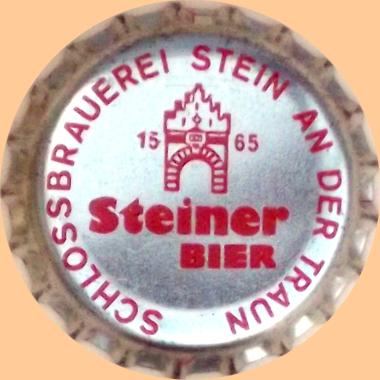 SCHLOSSBRAUEREI STEIN AN DER TRAUN
15 65
Steiner
BIER